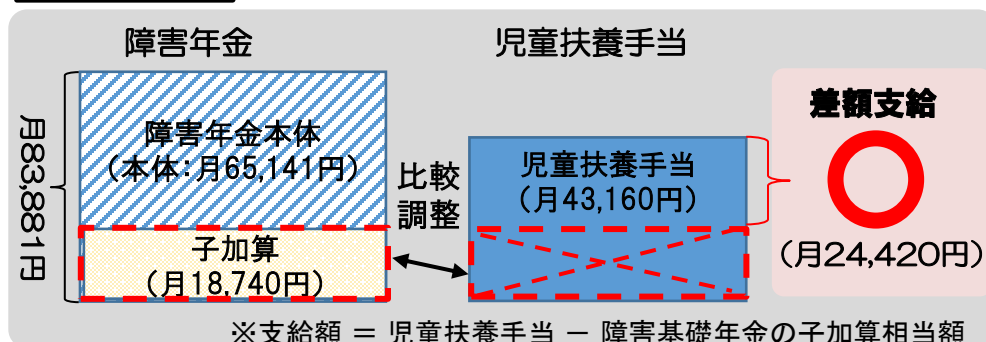 障害年金
児童扶養手当
月83,881円
障害年金本体
（本体：月65,141円）
子加算
（月18,740円）
比較
調整
児童扶養手当
（月43,160円）
差額支給
（月24,420円）
※支給額 ＝ 児童扶養手当 － 障害基礎年金の子加算相当額